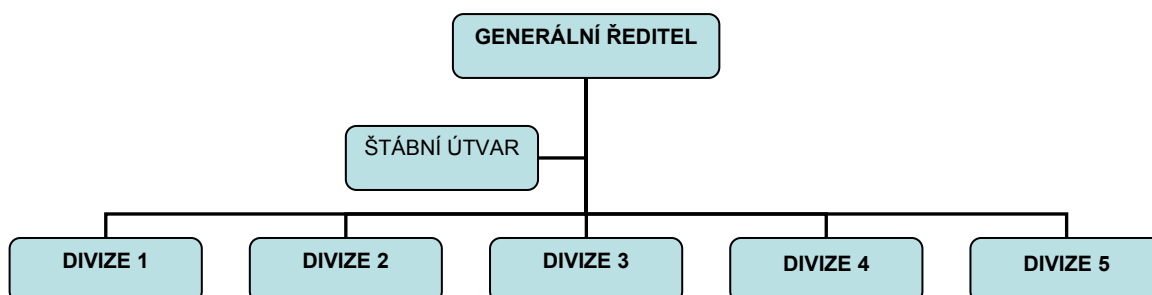 GENERÁLNÍ ŘEDITEL
ŠTÁBNÍ ÚTVAR
DIVIZE 1
DIVIZE 2
DIVIZE 3
DIVIZE 4
DIVIZE 5